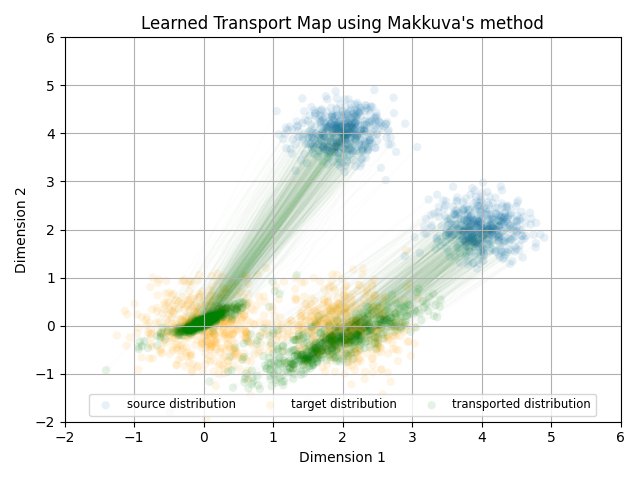 Learned Transport Map using Makkuva's method
6
5
4
3
2
1
0
−1
−2
Dimension 2
source distribution target distribution transported distribution
−2 −1 0 1 2 3 4 5 6
Dimension 1